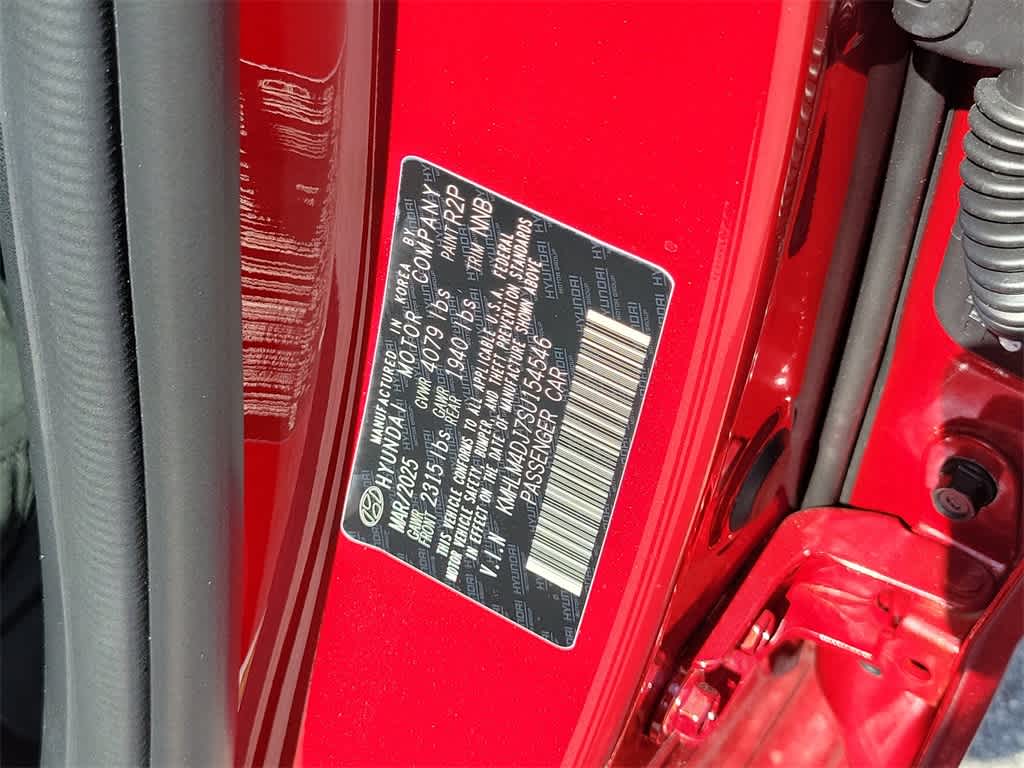 MANUFACTURED IN KOREA BY
HYUNDAI MOTOR COMPANY
MAR/2025 GVWR 4079 lbs PAINT R2P
GAWR FRONT 2315 lbs GAWR REAR 1940 lbs TRIM NNB
THIS VEHICLE CONFORMS TO ALL APPLICABLE U.S.A. FEDERAL
MOTOR VEHICLE SAFETY, BUMPER, AND THEFT PREVENTION STANDARDS
IN EFFECT ON THE DATE OF MANUFACTURE SHOWN ABOVE
V.I.N KMHLM4DJ7SU154546
PASSENGER CAR